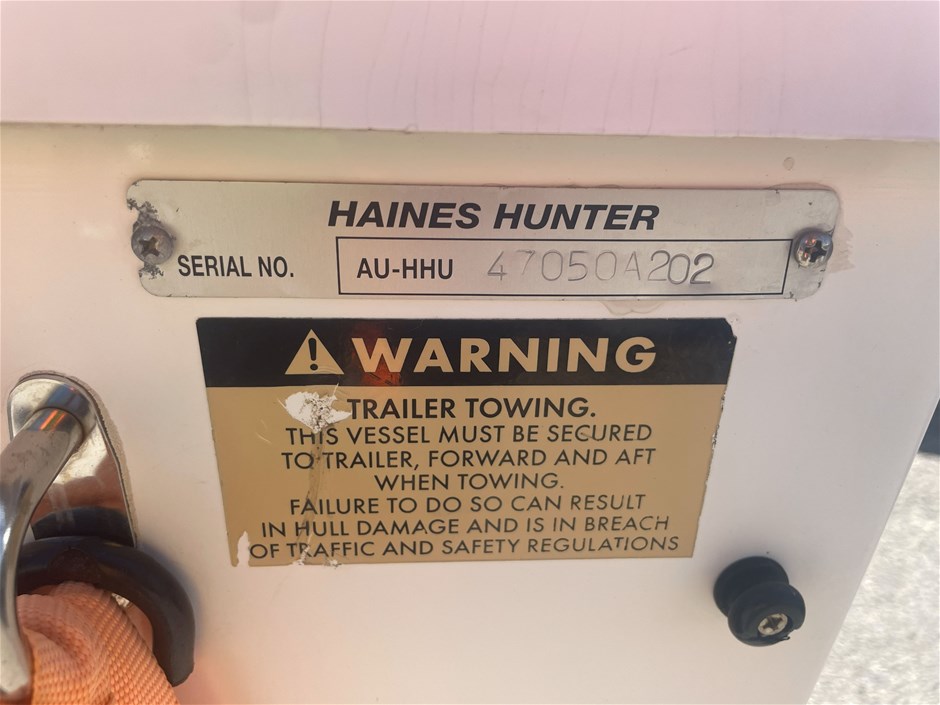 HAINES HUNTER
SERIAL NO. AU-HHU 47050A202
WARNING
TRAILER TOWING.
THIS VESSEL MUST BE SECURED
TO TRAILER, FORWARD AND AFT
WHEN TOWING.
FAILURE TO DO SO CAN RESULT
IN HULL DAMAGE AND IS IN BREACH
OF TRAFFIC AND SAFETY REGULATIONS